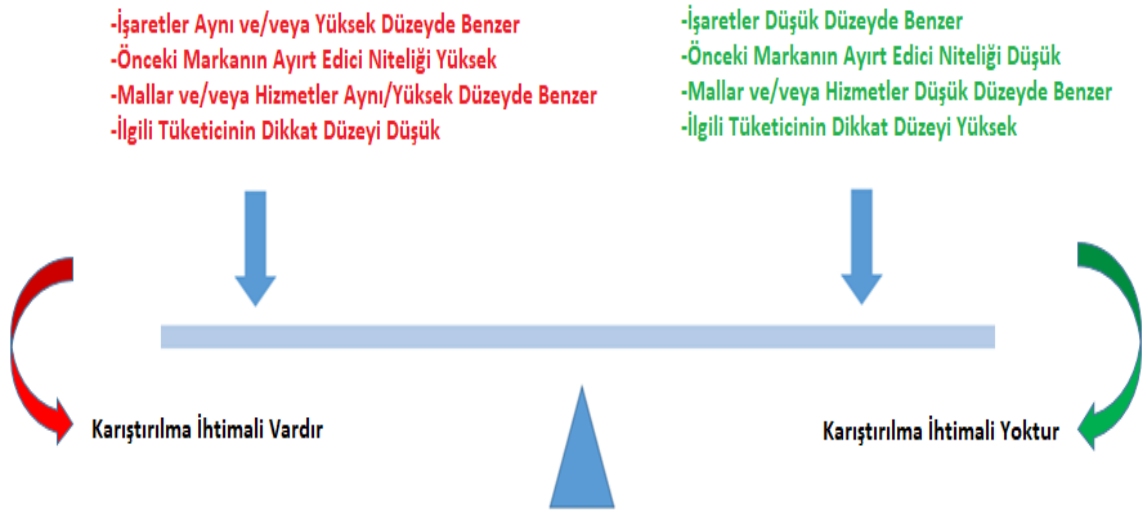 -İşaretler Aynı ve/veya Yüksek Düzeyde Benzer
-Önceki Markanın Ayırt Edici Niteliği Yüksek
-Mallar ve/veya Hizmetler Aynı/Yüksek Düzeyde Benzer
-İlgili Tüketicinin Dikkat Düzeyi Düşük
-İşaretler Düşük Düzeyde Benzer
-Önceki Markanın Ayırt Edici Niteliği Düşük
-Mallar ve/veya Hizmetler Düşük Düzeyde Benzer
-İlgili Tüketicinin Dikkat Düzeyi Yüksek
Karıştırılma İhtimali Vardır
Karıştırılma İhtimali Yoktur